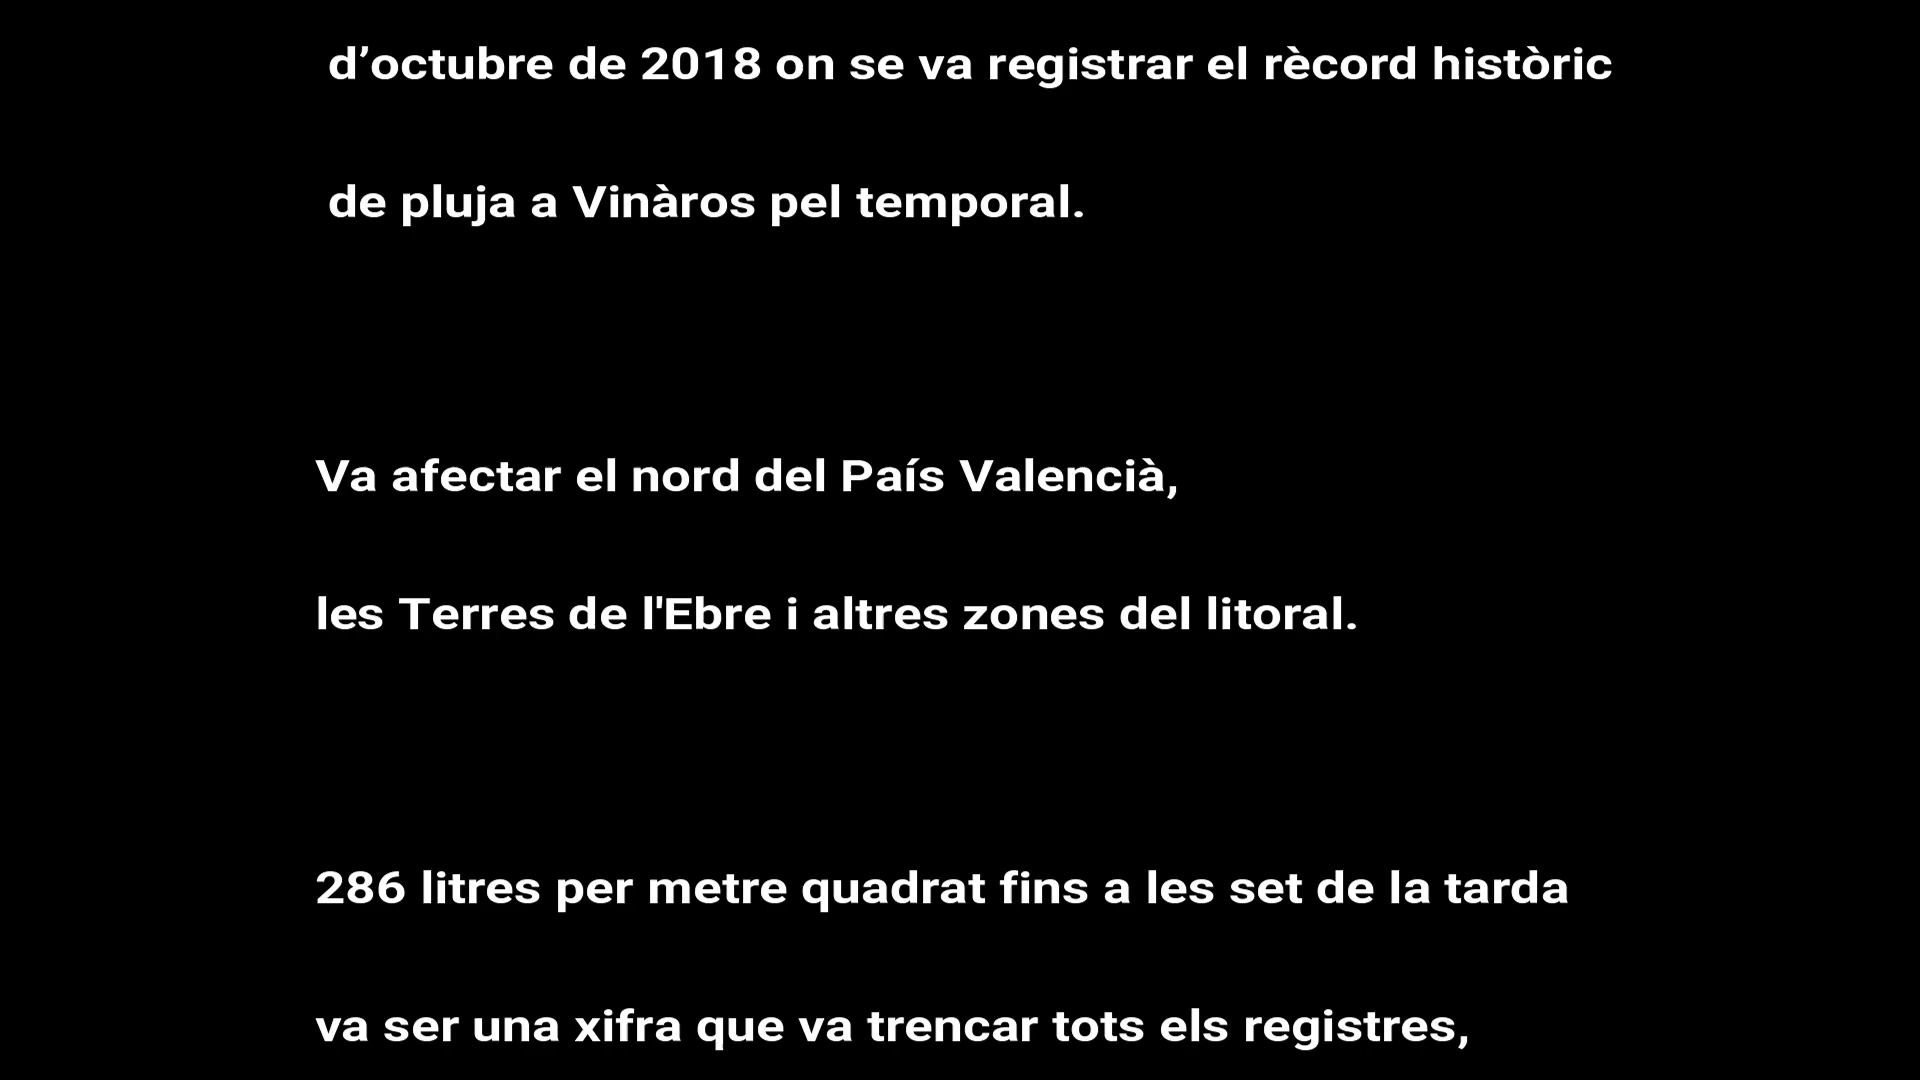 d’octubre de 2018 on se va registrar el rècord històric
de pluja a Vinàros pel temporal.
Va afectar el nord del País Valencià,
les Terres de l'Ebre i altres zones del litoral.
286 litres per metre quadrat fins a les set de la tarda
va ser una xifra que va trencar tots els registres,